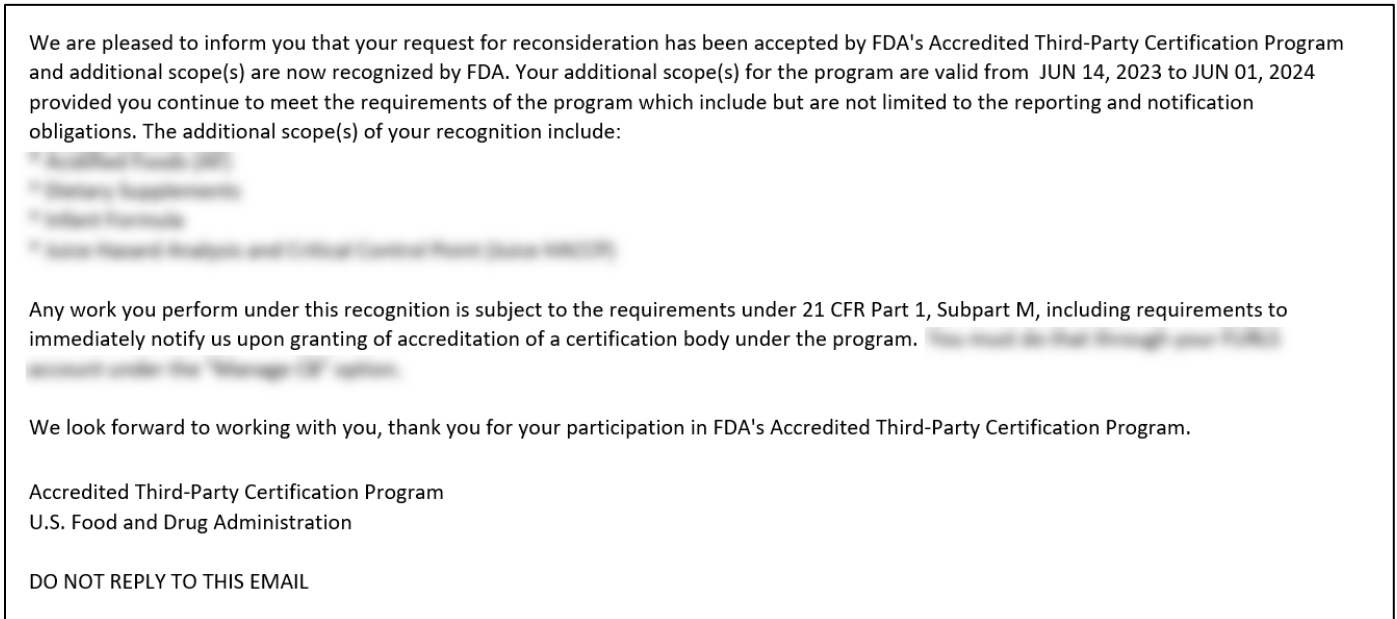 We are pleased to inform you that your request for reconsideration has been accepted by FDA's Accredited Third-Party Certification Program
and additional scope(s) are now recognized by FDA. Your additional scope(s) for the program are valid from  JUN 14, 2023 to JUN 01, 2024
provided you continue to meet the requirements of the program which include but are not limited to the reporting and notification
obligations. The additional scope(s) of your recognition include:
Any work you perform under this recognition is subject to the requirements under 21 CFR Part 1, Subpart M, including requirements to
immediately notify us upon granting of accreditation of a certification body under the program.
We look forward to working with you, thank you for your participation in FDA's Accredited Third-Party Certification Program.
Accredited Third-Party Certification Program
U.S. Food and Drug Administration
DO NOT REPLY TO THIS EMAIL